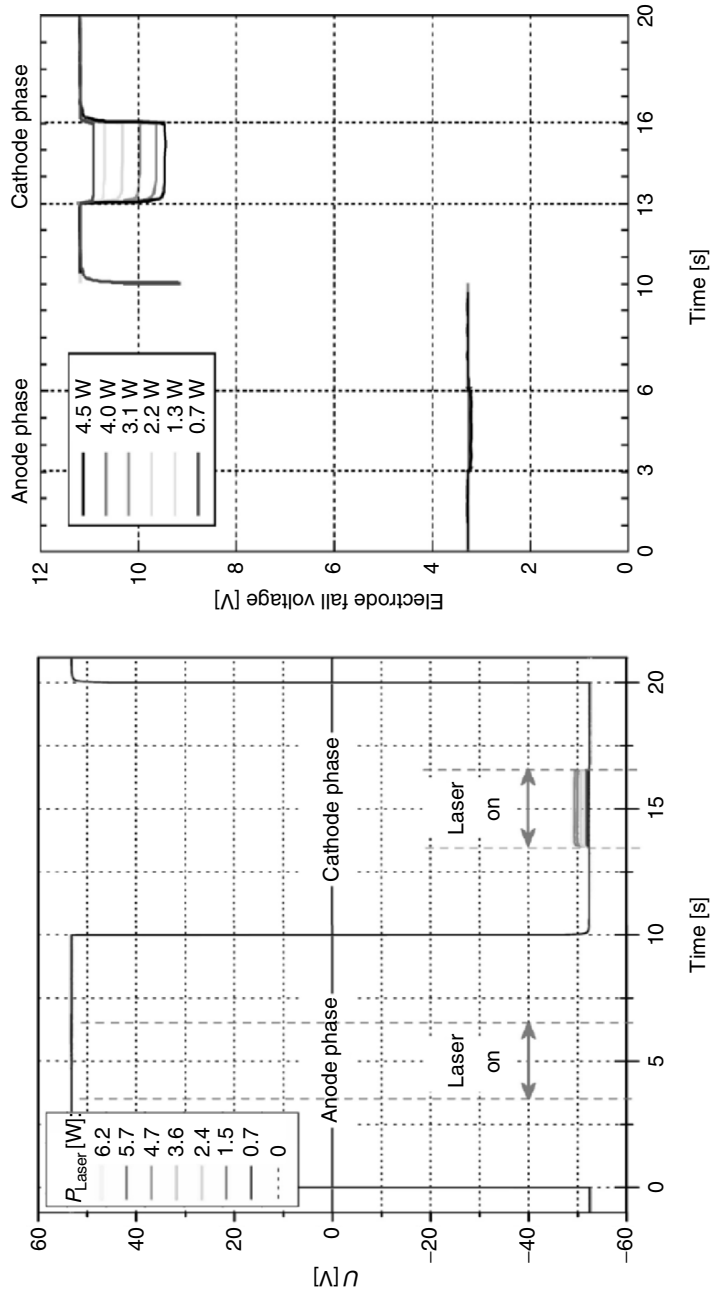 60
40
20
0
−20
−40
−60
U [V]
P_Laser [W]:
6.2
5.7
4.7
3.6
2.4
1.5
0.7
0
Anode phase
Cathode phase
Laser
on
Laser
on
0
5
10
15
20
Time [s]
Anode phase
Cathode phase
12
10
8
6
4
2
0
Electrode fall voltage [V]
4.5 W
4.0 W
3.1 W
2.2 W
1.3 W
0.7 W
0
3
6
10
13
16
20
Time [s]